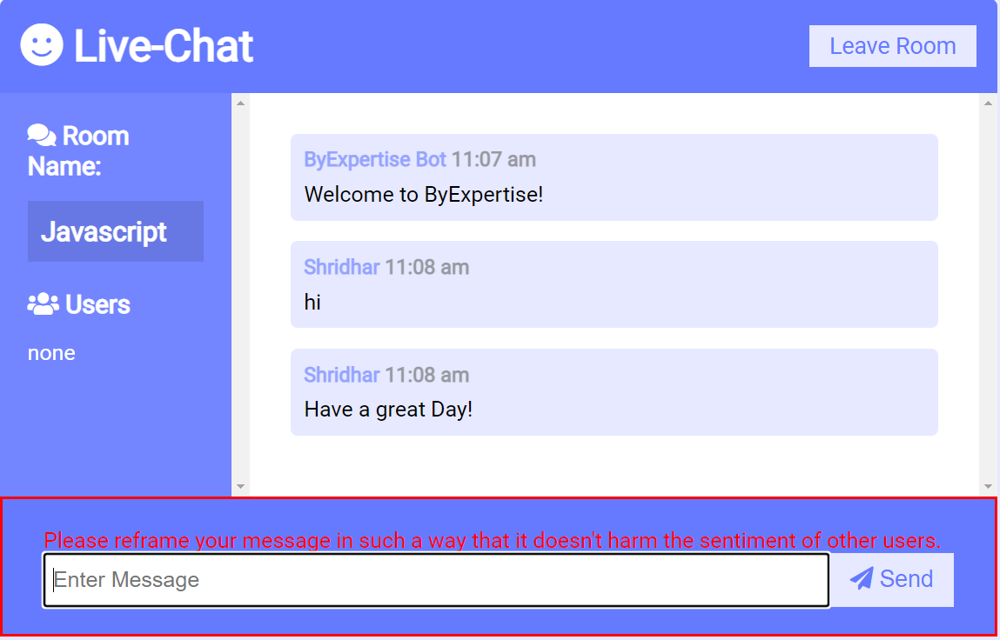 Live-Chat
Leave Room
Room
Name:
Javascript
Users
none
ByExpertise Bot 11:07 am
Welcome to ByExpertise!
Shridhar 11:08 am
hi
Shridhar 11:08 am
Have a great Day!
Please reframe your message in such a way that it doesn't harm the sentiment of other users.
Enter Message
Send